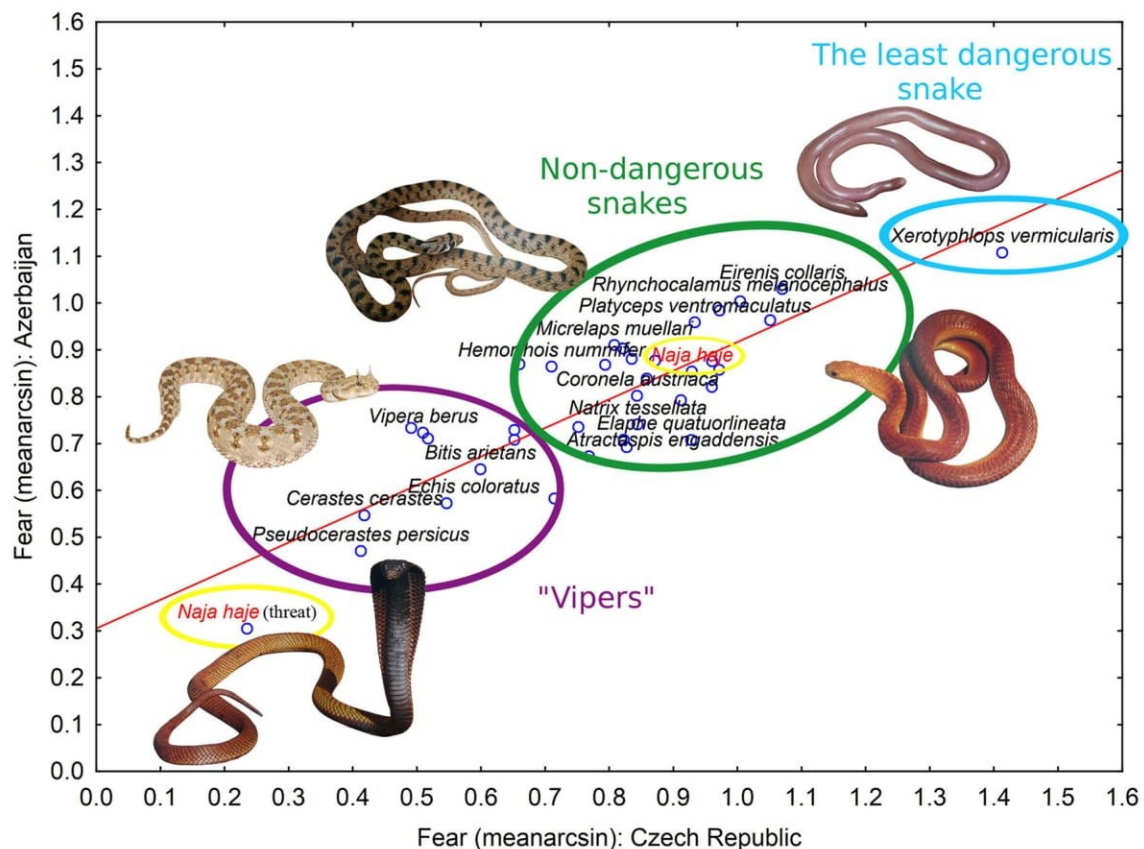 1.6
1.5
1.4
1.3
1.2
1.1
1.0
0.9
0.8
0.7
0.6
0.5
0.4
0.3
0.2
0.1
0.0
Fear (meanarcsin): Azerbaijan
The least dangerous
snake
Non-dangerous
snakes
Xerotyphlops vermicularis
Eirenis collaris
Rhynchocalamus melanocephalus
Platyceps ventromaculatus
Micrelaps muellari
Hemorrhois nummifer
Naja haje
Coronela austriaca
Natrix tesellata
Elaphe quatuorlineata
Atractaspis engaddensis
Vipera berus
Bitis arietans
Echis coloratus
Cerastes cerastes
Pseudocerastes persicus
"Vipers"
Naja haje (threat)
0.0 0.1 0.2 0.3 0.4 0.5 0.6 0.7 0.8 0.9 1.0 1.1 1.2 1.3 1.4 1.5 1.6
Fear (meanarcsin): Czech Republic